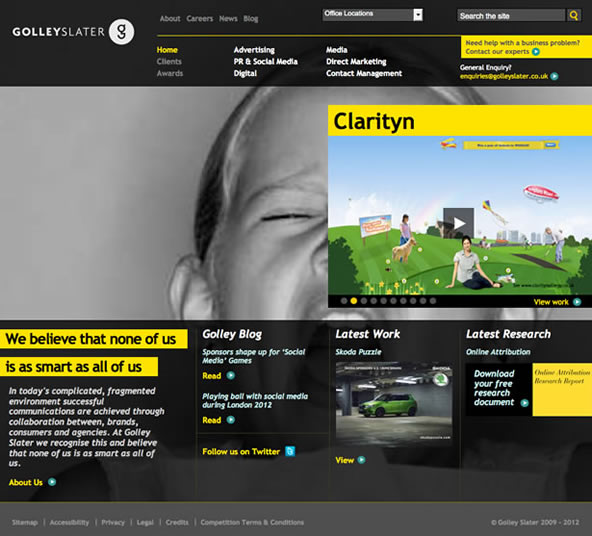 GOLLEYSLATER
About Careers News Blog
Office Locations
Search the site
Home
Clients
Awards
Advertising
PR & Social Media
Digital
Media
Direct Marketing
Contact Management
Need help with a business problem?
Contact our experts
General Enquiry?
enquiries@golleyslater.co.uk
Clarityn
View work
We believe that none of us
is as smart as all of us
In today's complicated, fragmented
environment successful
communications are achieved through
collaboration between, brands,
consumers and agencies. At Golley
Slater we recognise this and believe
that none of us is as smart as all of
us.
About Us
Golley Blog
Sponsors shape up for 'Social
Media' Games
Read
Playing ball with social media
during London 2012
Read
Follow us on Twitter
Latest Work
Skoda Puzzle
View
Latest Research
Online Attribution
Download
your free
research
document
Online Attribution
Research Report
Sitemap | Accessibility | Privacy | Legal | Credits | Competition Terms & Conditions
© Golley Slater 2009 - 2012